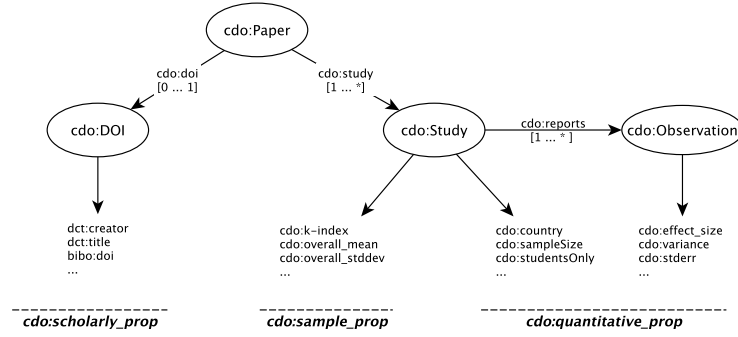 cdo:Paper
cdo:doi
[0 ... 1]
cdo:study
[1 ... *]
cdo:DOI
cdo:Study
cdo:reports
[1 ... * ]
cdo:Observation
dct:creator
dct:title
bibo:doi
...
cdo:k-index
cdo:overall_mean
cdo:overall_stddev
...
cdo:country
cdo:sampleSize
cdo:studentsOnly
...
cdo:effect_size
cdo:variance
cdo:stderr
...
cdo:scholarly_prop
cdo:sample_prop
cdo:quantitative_prop